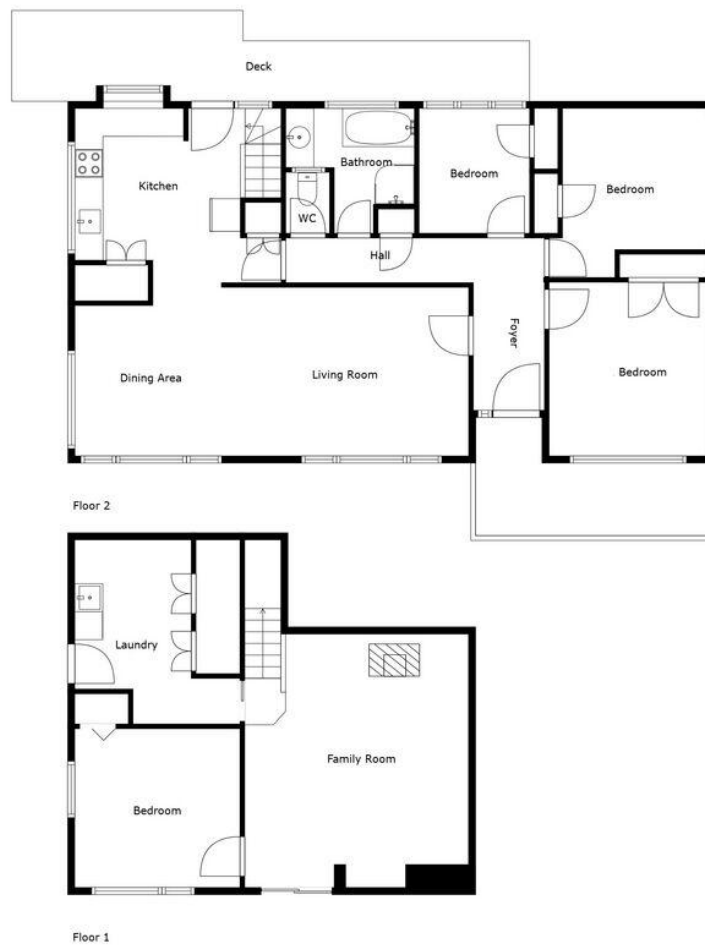 Deck
Kitchen
Bathroom
Bedroom
Bedroom
WC
Hall
Foyer
Dining Area
Living Room
Bedroom
Floor 2
Laundry
Family Room
Bedroom
Floor 1